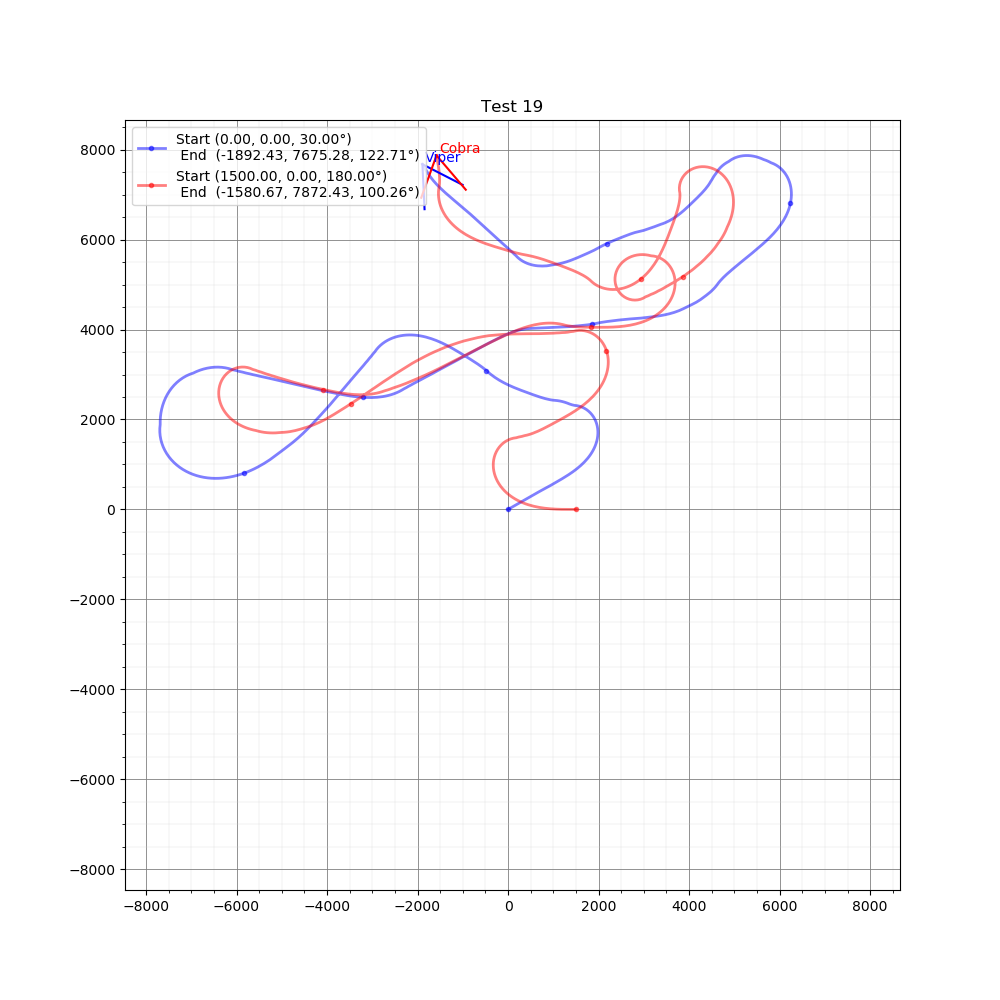 Test 19
Start (0.00, 0.00, 30.00°)
End  (-1892.43, 7675.28, 122.71°)
Start (1500.00, 0.00, 180.00°)
End  (-1580.67, 7872.43, 100.26°)
Cobra
Viper
8000
6000
4000
2000
0
−2000
−4000
−6000
−8000
−8000 −6000 −4000 −2000 0 2000 4000 6000 8000